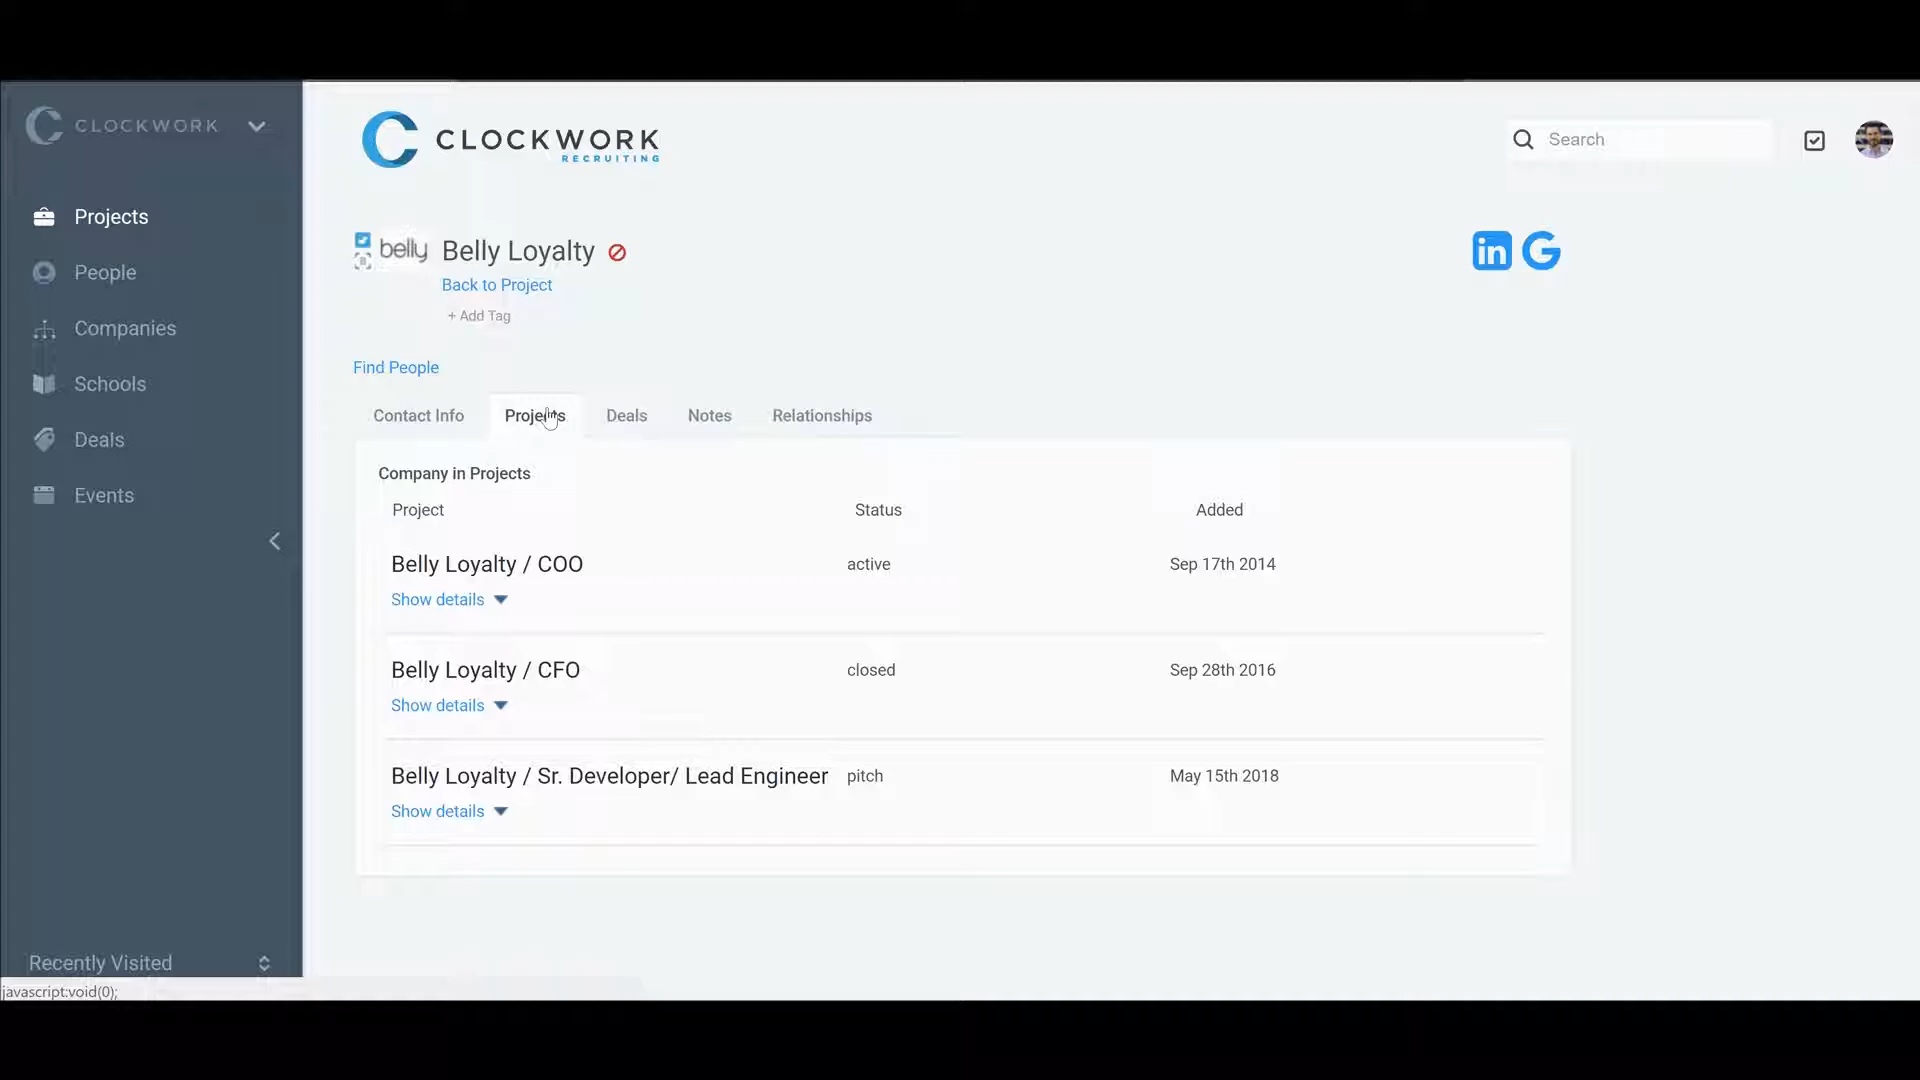 CLOCKWORK
Projects
People
Companies
Schools
Deals
Events
Recently Visited
javascript:void(0);
CLOCKWORK
RECRUITING
Search
belly
Belly Loyalty
Back to Project
+ Add Tag
in G
Find People
Contact Info Projects Deals Notes Relationships
Company in Projects
Project Status Added
Belly Loyalty / COO active Sep 17th 2014
Show details
Belly Loyalty / CFO closed Sep 28th 2016
Show details
Belly Loyalty / Sr. Developer/ Lead Engineer pitch May 15th 2018
Show details